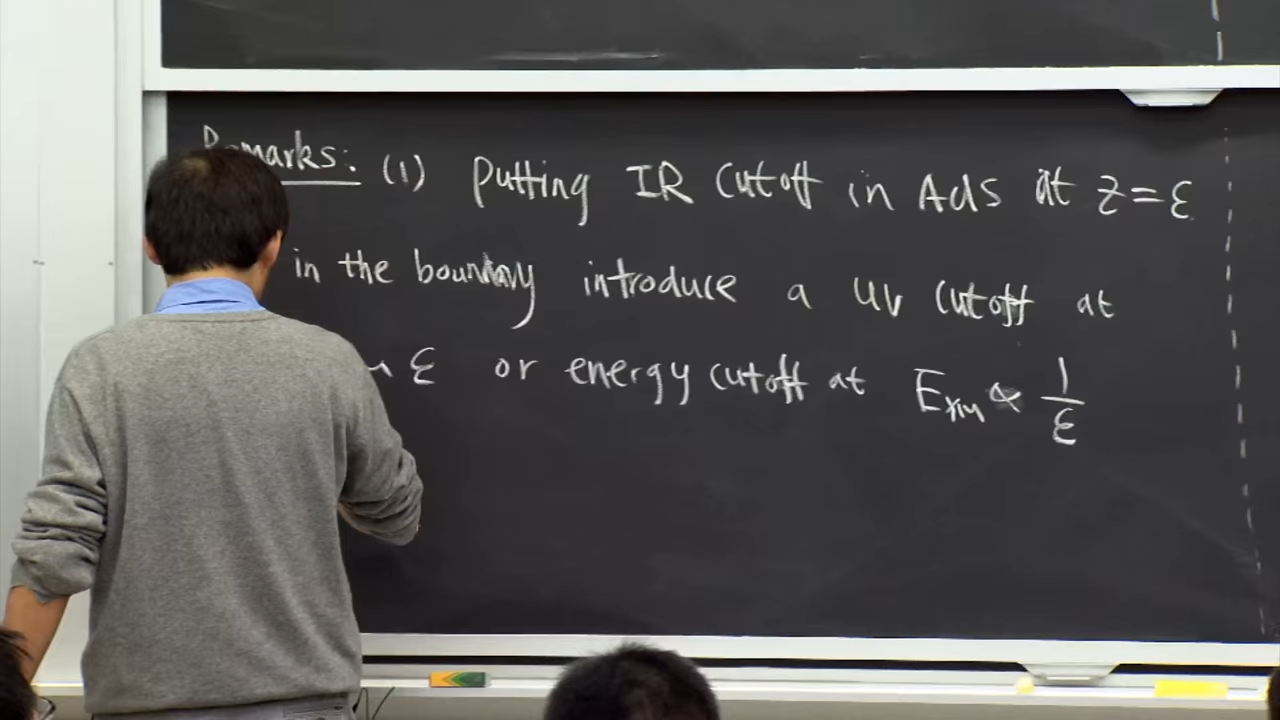 Remarks: (1) Putting IR cutoff in AdS at z=ε
in the boundary introduce a UV cutoff at
ε or energy cutoff at E ∝ 1/ε